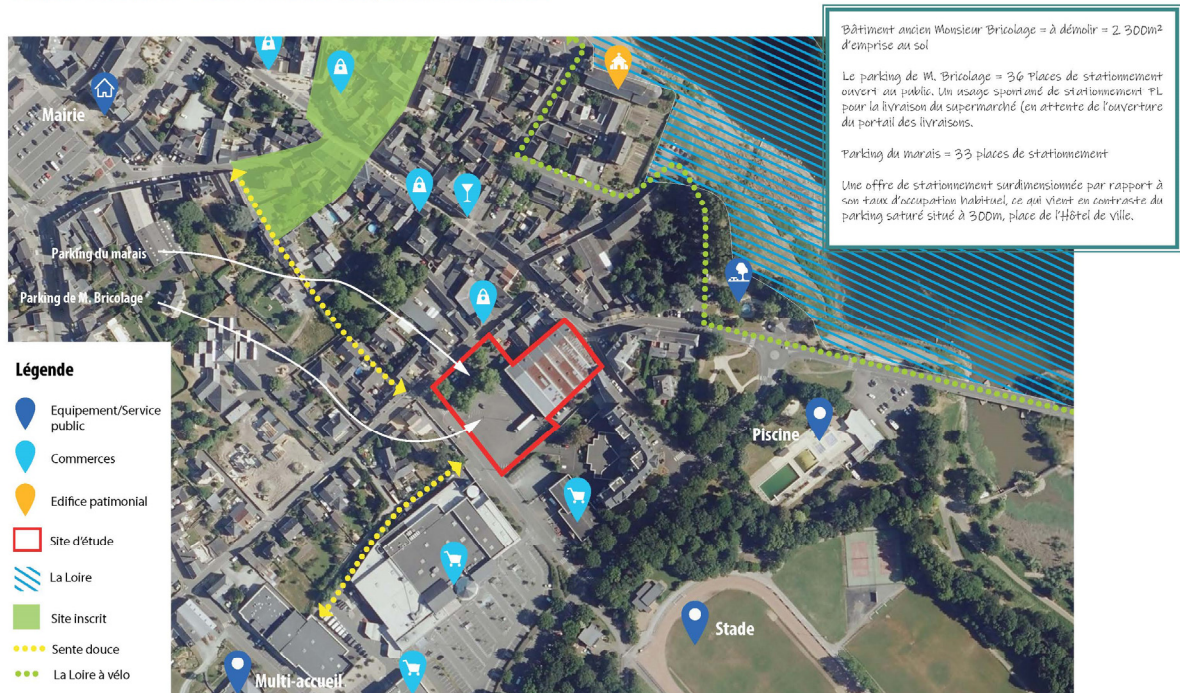 Bâtiment ancien Monsieur Bricolage = à démolir = 2 300m²
d'emprise au sol
Le parking de M. Bricolage = 36 Places de stationnement
ouvert au public. Un usage spontané de stationnement PL
pour la livraison du supermarché (en attente de l'ouverture
du portail des livraisons.
Parking du marais = 33 places de stationnement
Une offre de stationnement surdimensionnée par rapport à
son taux d'occupation habituel, ce qui vient en contraste du
parking saturé situé à 300m, place de l'Hôtel de ville.
Mairie
Parking du marais
Parking de M. Bricolage
Piscine
Stade
Multi-accueil
Légende
Equipement/Service
public
Commerces
Edifice patimonial
Site d'étude
La Loire
Site inscrit
Sente douce
La Loire à vélo